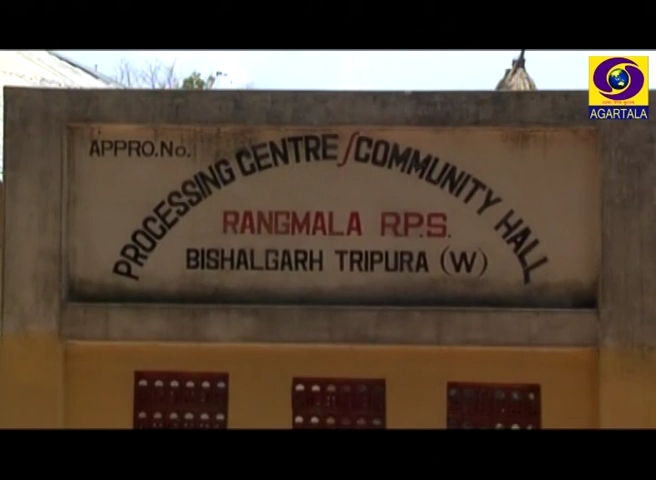 APPRO.No.
PROCESSING CENTRE/COMMUNITY HALL
RANGMALA R.P.S.
BISHALGARH TRIPURA (W)
AGARTALA